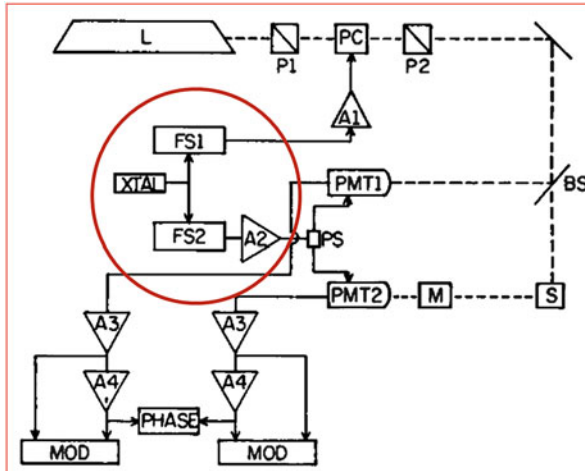 L
P1
PC
P2
A1
FS1
XTAL
PMT1
BS
FS2
A2
PS
PMT2
M
S
A3
A3
A4
A4
PHASE
MOD
MOD